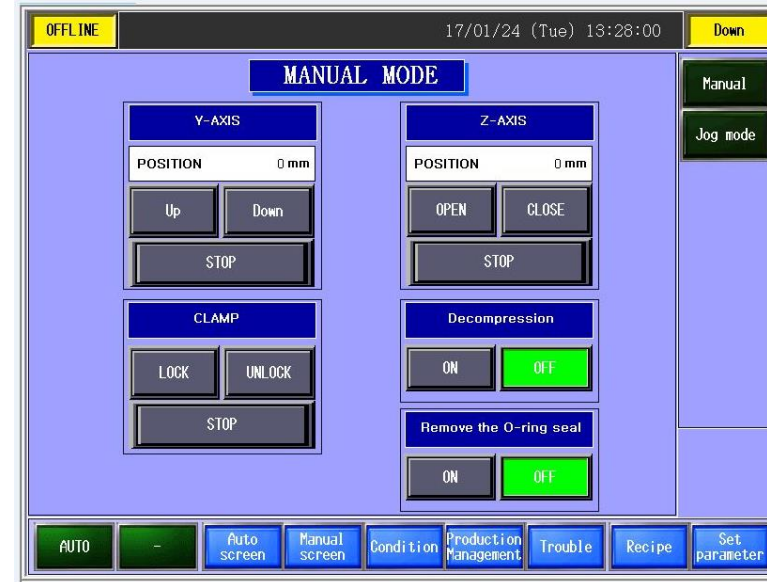 OFFLINE 17/01/24 (Tue) 13:28:00 Down
MANUAL MODE
Manual
Jog mode
Y-AXIS
POSITION 0 mm
Up Down
STOP
Z-AXIS
POSITION 0 mm
OPEN CLOSE
STOP
CLAMP
LOCK UNLOCK
STOP
Decompression
ON OFF
Remove the O-ring seal
ON OFF
AUTO
-
Auto
screen
Manual
screen
Condition
Production
Management
Trouble
Recipe
Set
parameter